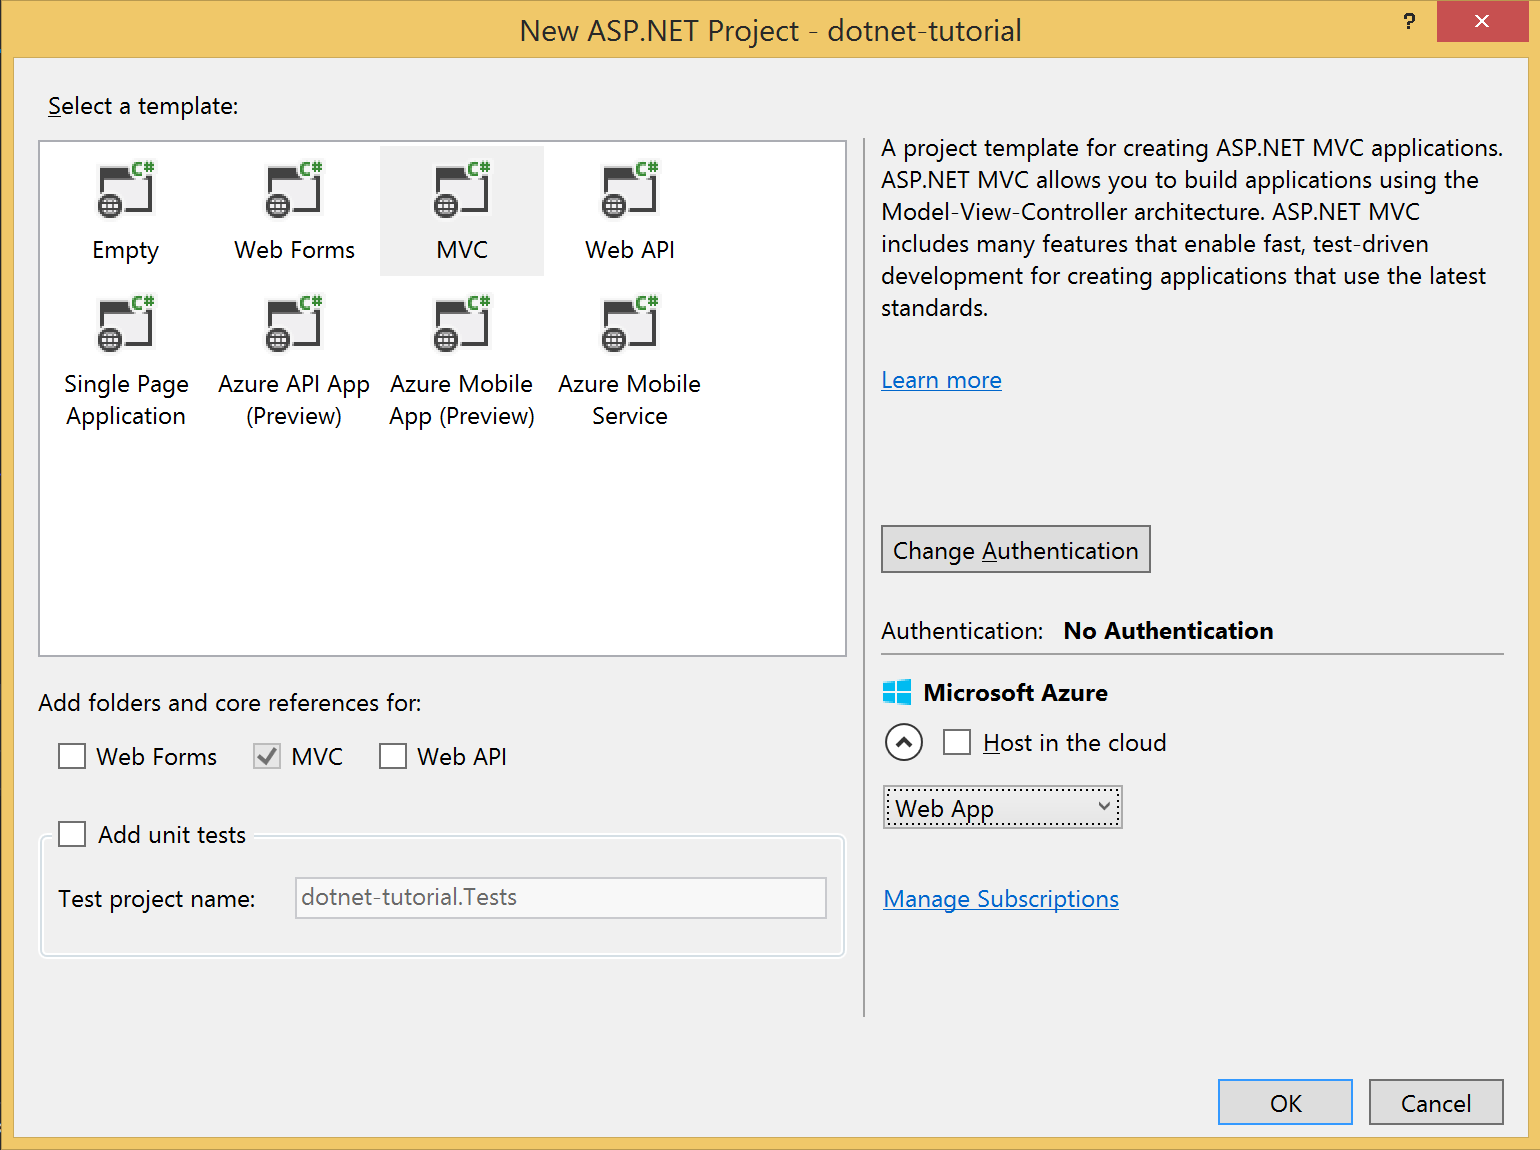 New ASP.NET Project - dotnet-tutorial
?
Select a template:
C# C# C# C#
Empty Web Forms MVC Web API
C# C# C# C#
Single Page Azure API App Azure Mobile Azure Mobile
Application (Preview) App (Preview) Service
Add folders and core references for:
Web Forms MVC Web API
Add unit tests
Test project name: dotnet-tutorial.Tests
A project template for creating ASP.NET MVC applications.
ASP.NET MVC allows you to build applications using the
Model-View-Controller architecture. ASP.NET MVC
includes many features that enable fast, test-driven
development for creating applications that use the latest
standards.
Learn more
Change Authentication
Authentication: No Authentication
Microsoft Azure
Host in the cloud
Web App
Manage Subscriptions
OK Cancel